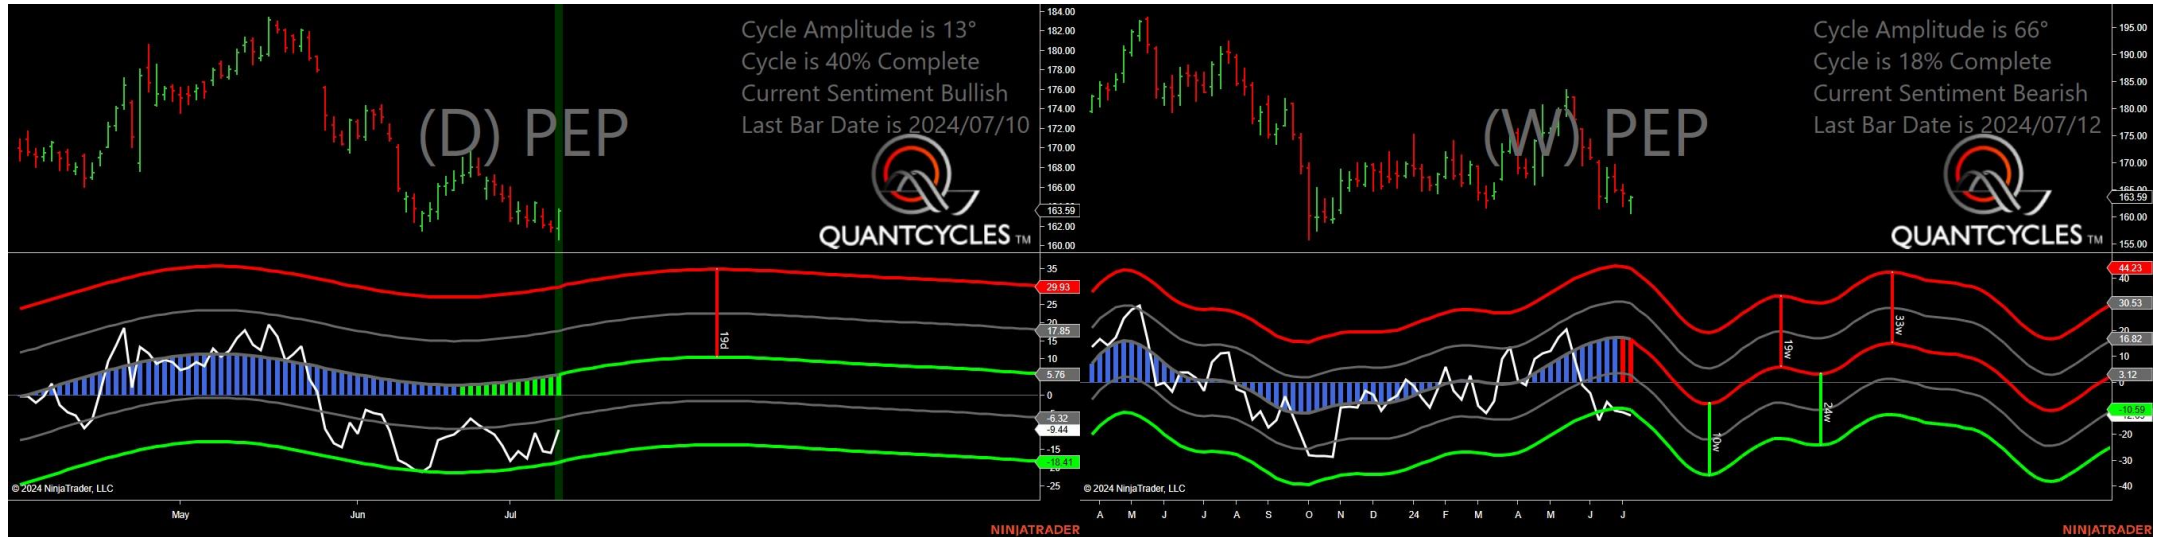 184.00
Cycle Amplitude is 13°
182.00
180.00
Cycle is 40% Complete
178.00
Current Sentiment Bullish
176.00
174.00
Last Bar Date is 2024/07/10
172.00
(D) PEP
170.00
168.00
166.00
163.59
162.00
160.00
QUANTCYCLES TM
35
29.93
25
17.85
15
10
5.76
0
-6.32
-9.44
-15
-18.41
-25
19d
© 2024 NinjaTrader, LLC
May Jun Jul
NINJATRADER
195.00
Cycle Amplitude is 66°
190.00
Cycle is 18% Complete
185.00
Current Sentiment Bearish
180.00
Last Bar Date is 2024/07/12
175.00
(W) PEP
170.00
163.59
160.00
155.00
QUANTCYCLES TM
44.23
40
30.53
20
16.82
10
3.12
0
-10.59
-20
-30
-40
10w
19w
24w
33w
© 2024 NinjaTrader, LLC
A M J J A S O N D 24 F M A M J J
NINJATRADER